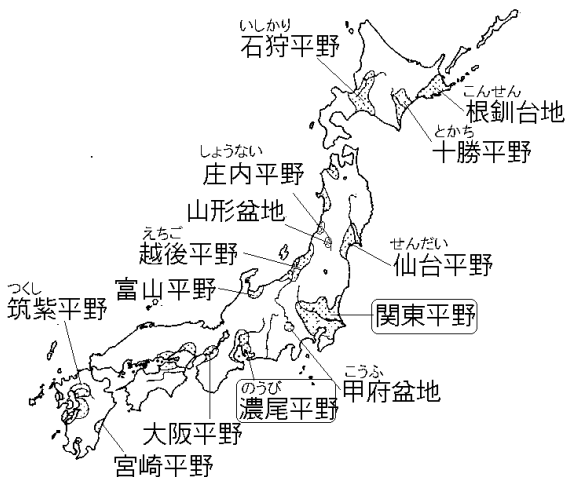 いしかり
石狩平野
こんせん
根釧台地
とかち
十勝平野
しょうない
庄内平野
山形盆地
えちご
越後平野
せんだい
仙台平野
富山平野
つくし
筑紫平野
関東平野
こうふ
甲府盆地
のうび
濃尾平野
大阪平野
宮崎平野